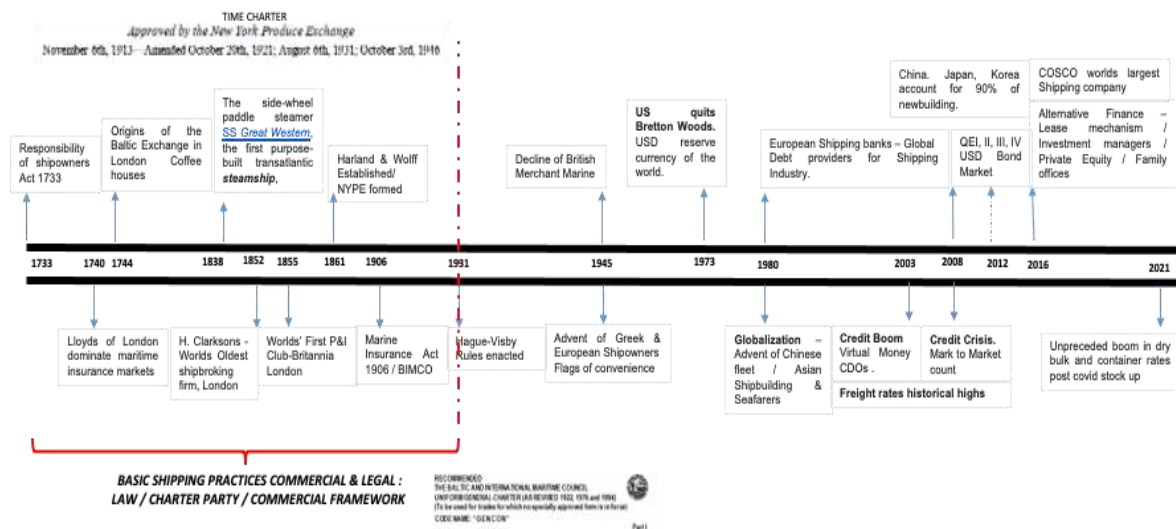 TIME CHARTER
Approved by the New York Produce Exchange
November 6th, 1913 Amended October 20th, 1921; August 6th, 1931; October 3rd, 1946
Responsibility of shipowners Act 1733
Origins of the Baltic Exchange in London Coffee houses
The side-wheel paddle steamer SS Great Western, the first purpose-built transatlantic steamship,
Harland & Wolff Established/ NYPE formed
Decline of British Merchant Marine
US quits Bretton Woods. USD reserve currency of the world.
European Shipping banks – Global Debt providers for Shipping Industry.
China. Japan, Korea account for 90% of newbuilding.
QEI, II, III, IV USD Bond Market
COSCO worlds largest Shipping company
Alternative Finance – Lease mechanism / Investment managers / Private Equity / Family offices
1733 1740 1744 1838 1852 1855 1861 1906 1931 1945 1973 1980 2003 2008 2012 2016 2021
Lloyds of London dominate maritime insurance markets
H. Clarksons - Worlds Oldest shipbroking firm, London
Worlds' First P&I Club-Britannia London
Marine Insurance Act 1906 / BIMCO
Hague-Visby Rules enacted
Advent of Greek & European Shipowners Flags of convenience
Globalization – Advent of Chinese fleet / Asian Shipbuilding & Seafarers
Credit Boom Virtual Money CDOs .
Credit Crisis. Mark to Market count
Freight rates historical highs
Unpreceded boom in dry bulk and container rates post covid stock up
BASIC SHIPPING PRACTICES COMMERCIAL & LEGAL :
LAW / CHARTER PARTY / COMMERCIAL FRAMEWORK
RECOMMENDED
THE BALTIC AND INTERNATIONAL MARITIME COUNCIL
UNIFORM GENERAL CHARTER (AS REVISED 1922, 1976 and 1994)
(To be used for trades for which no specially approved form is in force)
CODE NAME: "GENCON"
Part I